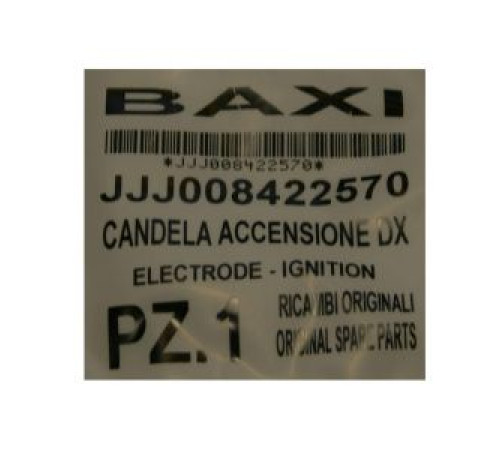 BAXI
*JJJ008422570*
JJJ008422570
CANDELA ACCENSIONE DX
ELECTRODE - IGNITION
PZ.1
RICAMBI ORIGINALI
ORIGINAL SPARE PARTS